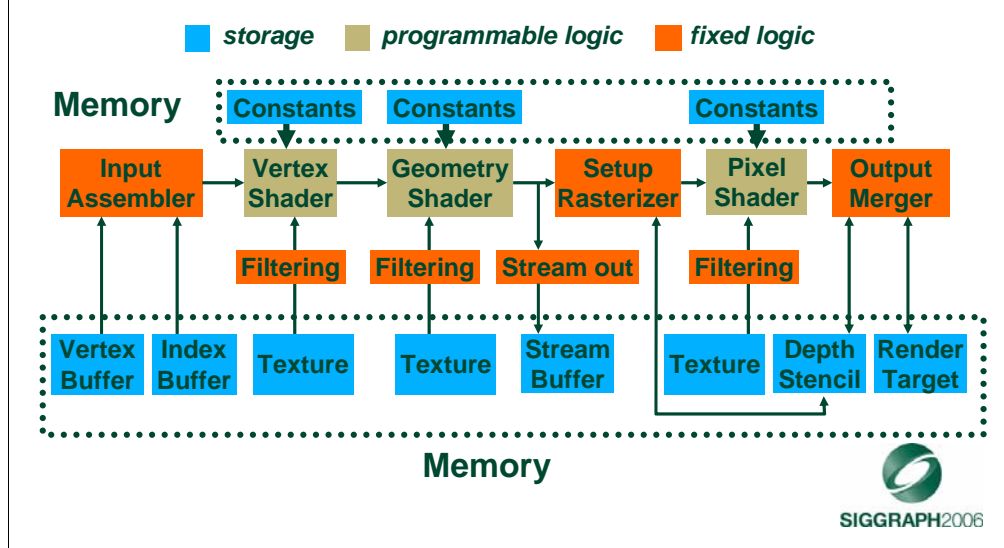 storage programmable logic fixed logic
Memory
Constants Constants Constants
Input Assembler
Vertex Shader
Geometry Shader
Setup Rasterizer
Pixel Shader
Output Merger
Filtering Filtering Stream out Filtering
Vertex Buffer
Index Buffer
Texture
Texture
Stream Buffer
Texture
Depth Stencil
Render Target
Memory
SIGGRAPH2006